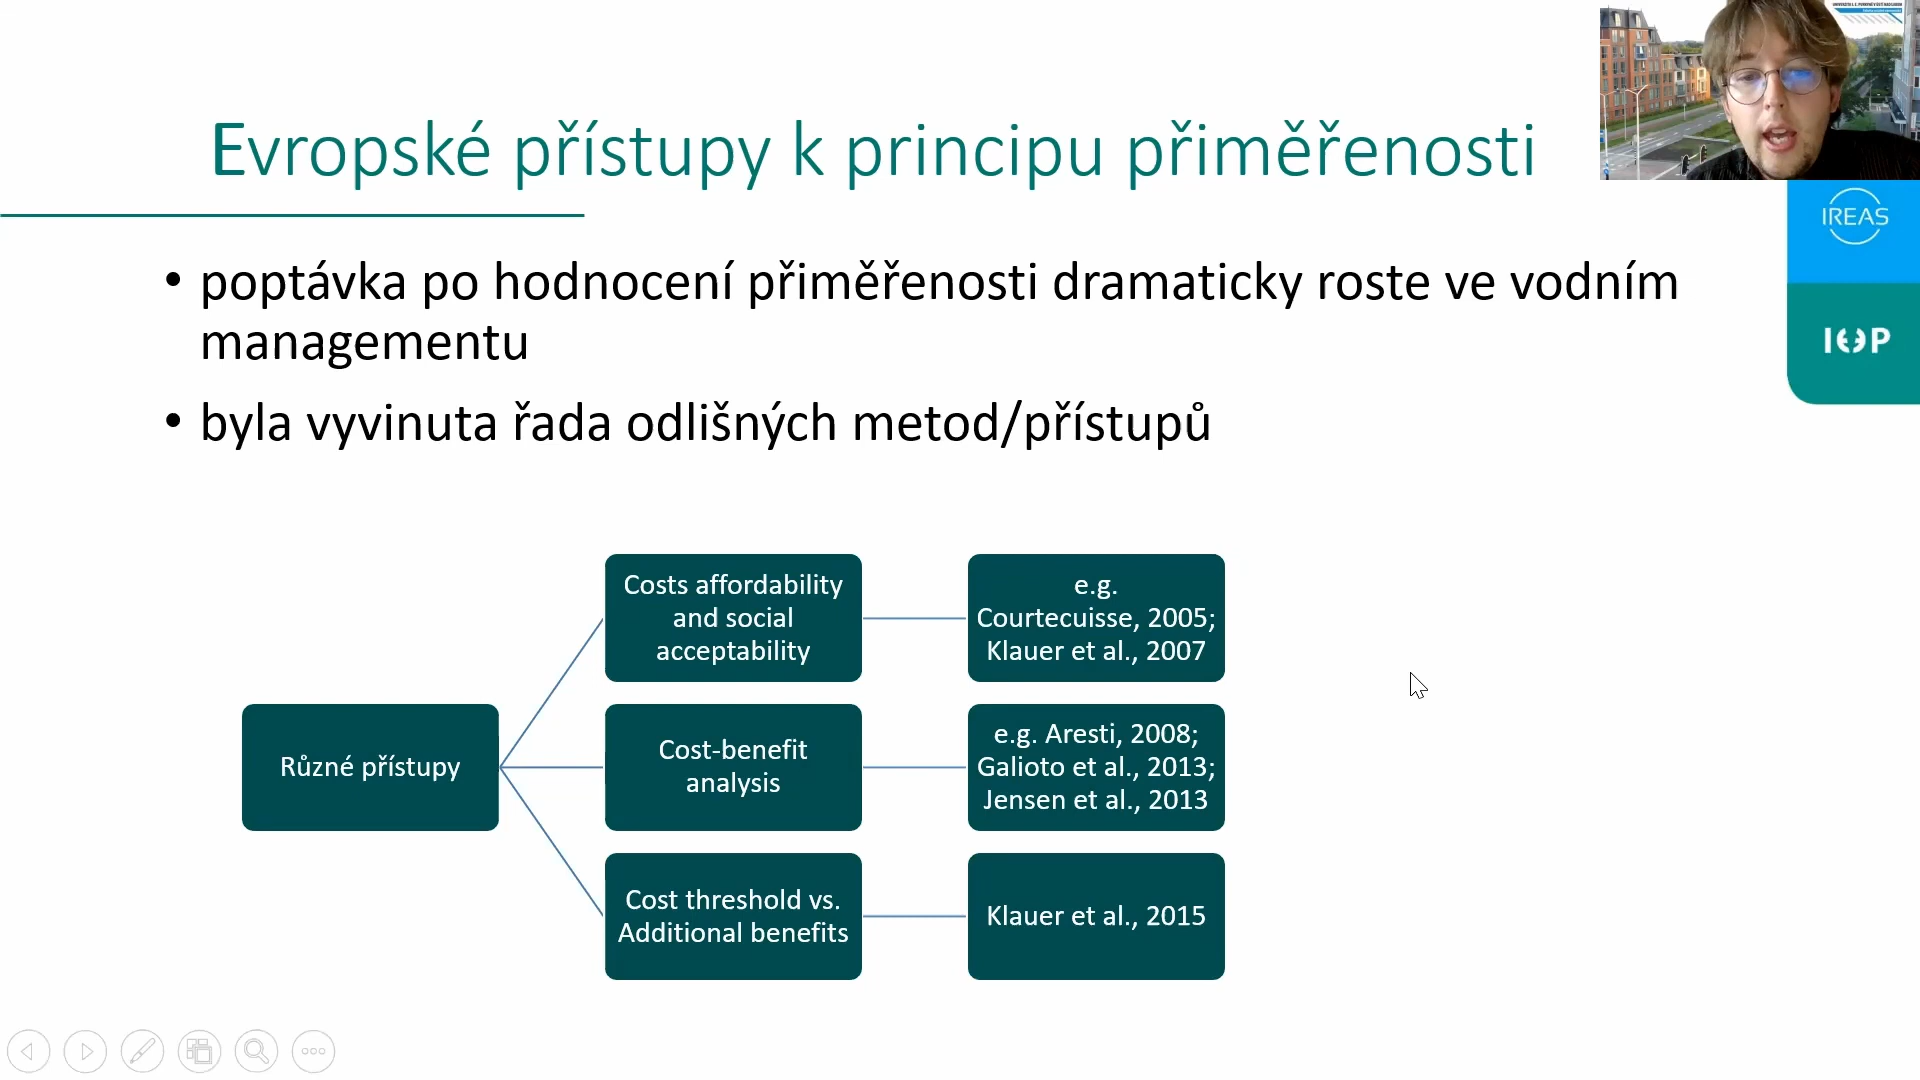 Evropské přístupy k principu přiměřenosti
IREAS
• poptávka po hodnocení přiměřenosti dramaticky roste ve vodním
managementu
• byla vyvinuta řada odlišných metod/přístupů
Různé přístupy
Costs affordability
and social
acceptability
e.g.
Courtecuisse, 2005;
Klauer et al., 2007
Cost-benefit
analysis
e.g. Aresti, 2008;
Galioto et al., 2013;
Jensen et al., 2013
Cost threshold vs.
Additional benefits
Klauer et al., 2015